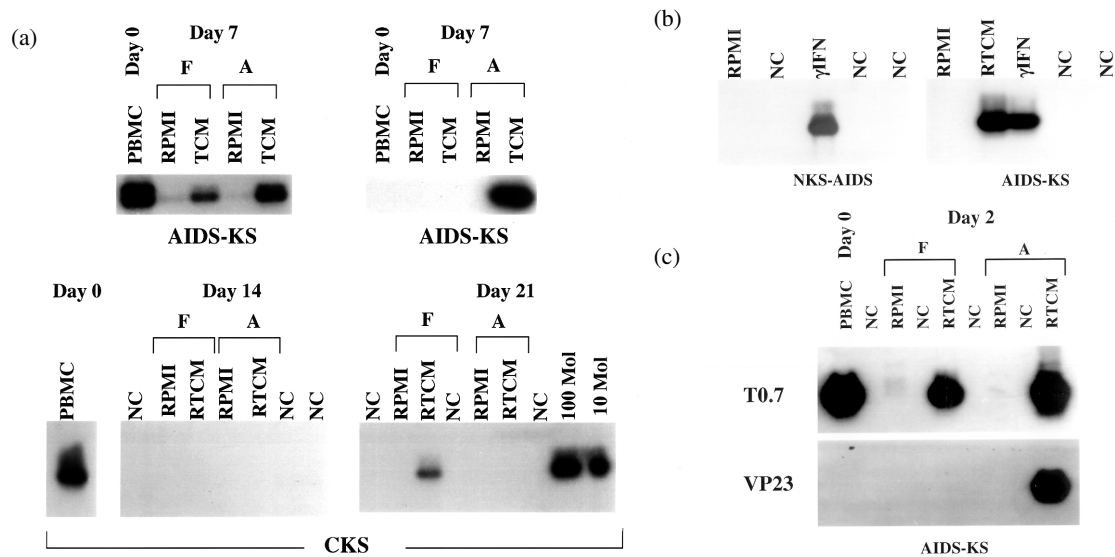 (a)
Day 0
Day 7
F
A
PBMC
RPMI
TCM
RPMI
TCM
AIDS-KS
Day 0
Day 7
F
A
PBMC
RPMI
TCM
RPMI
TCM
AIDS-KS
Day 0
PBMC
Day 14
F
A
NC
RPMI
RTCM
RPMI
RTCM
NC
NC
Day 21
F
A
NC
RPMI
RTCM
NC
RPMI
RTCM
NC
100 Mol
10 Mol
CKS
(b)
RPMI
NC
γIFN
NC
NC
NKS-AIDS
RPMI
RTCM
γIFN
NC
NC
AIDS-KS
(c)
Day 0
Day 2
F
A
PBMC
NC
RPMI
NC
RTCM
NC
RPMI
NC
RTCM
T0.7
VP23
AIDS-KS